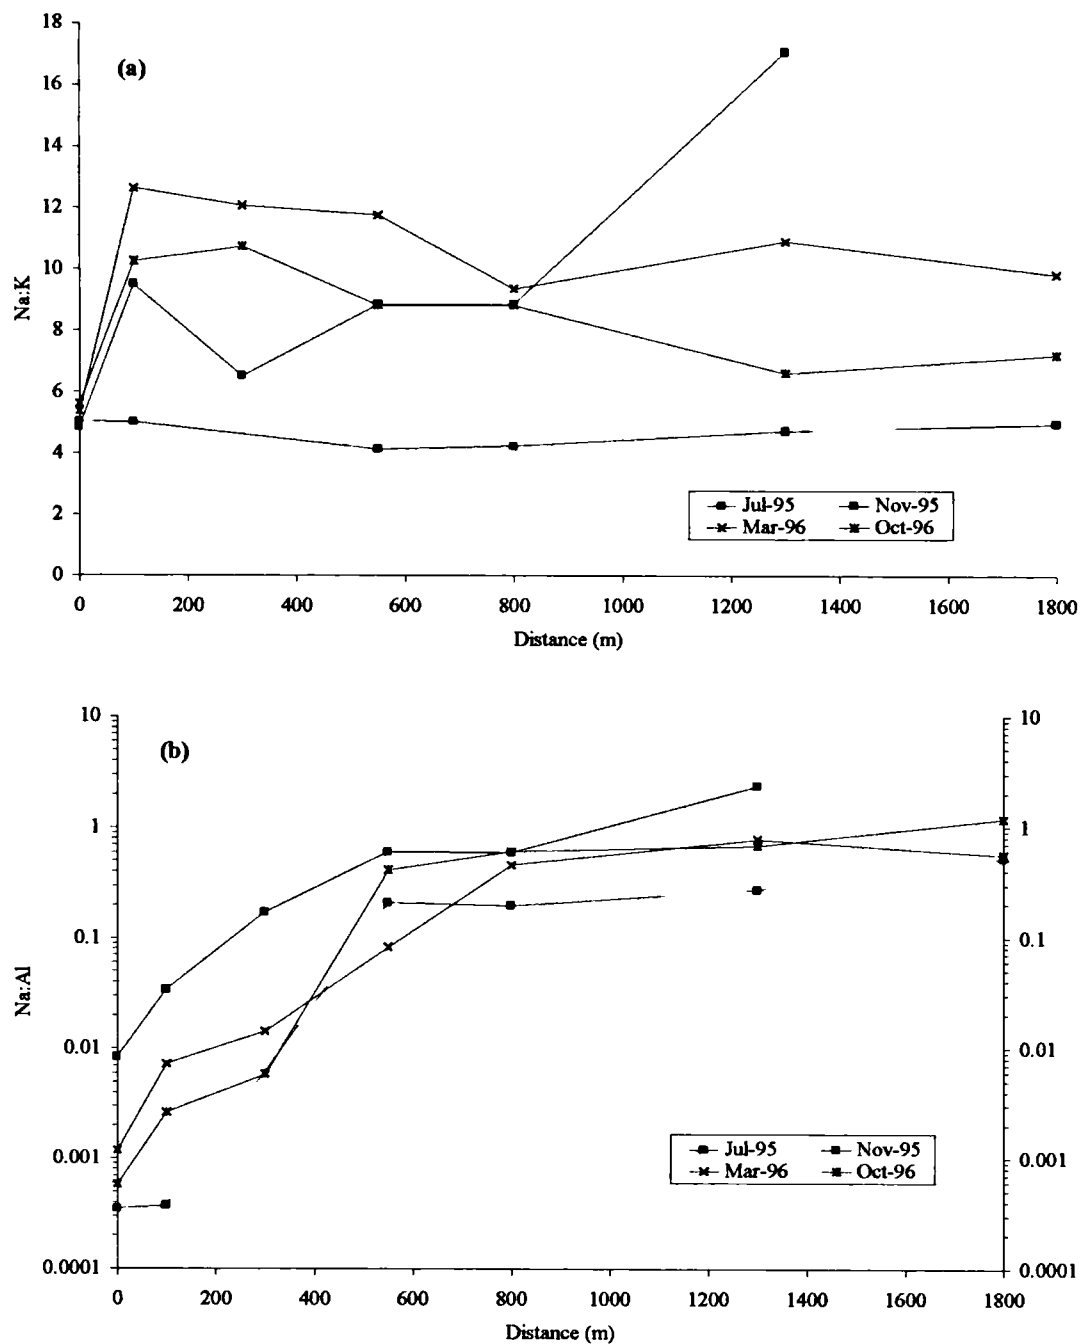 18
(a)
16
14
12
10
Na:K
8
6
4
2
0
Jul-95 Nov-95
Mar-96 Oct-96
0 200 400 600 800 1000 1200 1400 1600 1800
Distance (m)
10 10
(b)
1 1
0.1 0.1
Na:Al
0.01 0.01
0.001 0.001
0.0001 0.0001
Jul-95 Nov-95
Mar-96 Oct-96
0 200 400 600 800 1000 1200 1400 1600 1800
Distance (m)